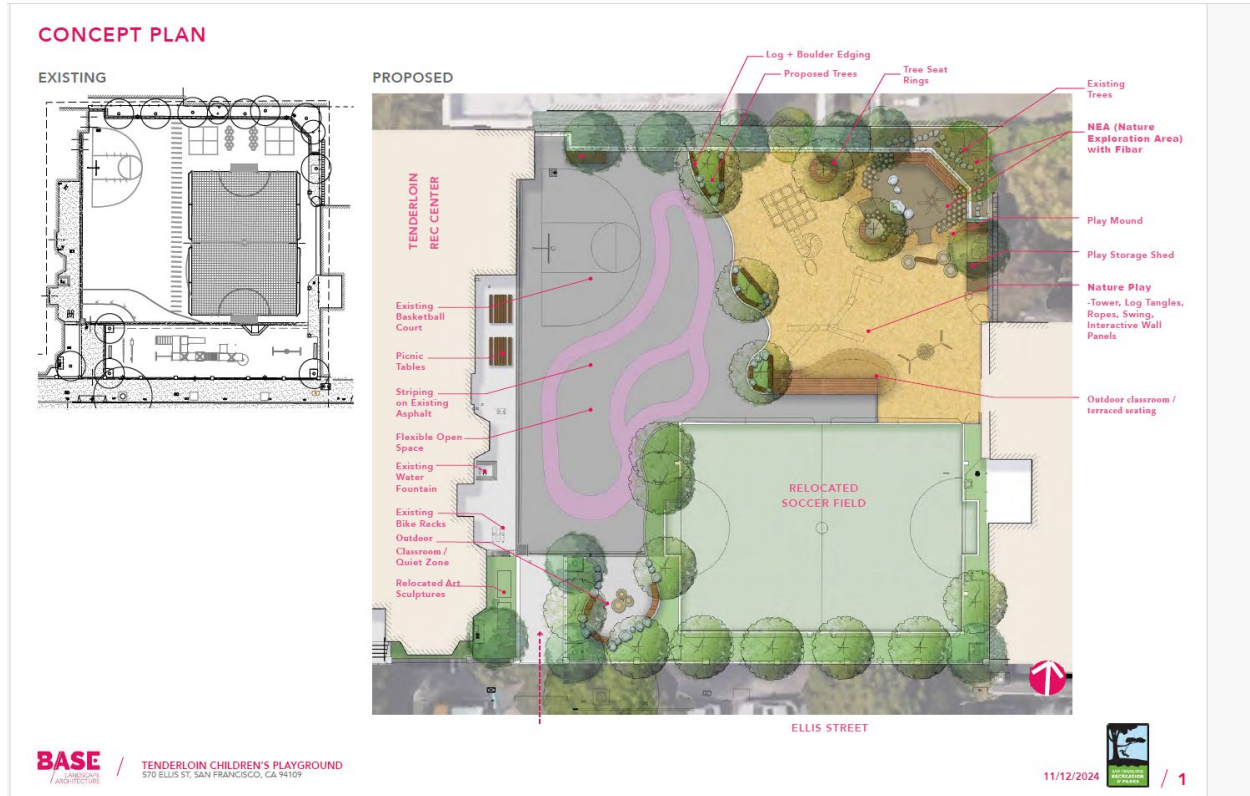 CONCEPT PLAN
EXISTING
PROPOSED
Log + Boulder Edging
Proposed Trees
Tree Seat
Rings
Existing
Trees
NEA (Nature
Exploration Area)
with Fibar
Play Mound
Play Storage Shed
Nature Play
-Tower, Log Tangles,
Ropes, Swing,
Interactive Wall
Panels
Outdoor classroom /
terraced seating
TENDERLOIN
REC CENTER
Existing
Basketball
Court
Picnic
Tables
Striping
on Existing
Asphalt
Flexible Open
Space
Existing
Water
Fountain
Existing
Bike Racks
Outdoor
Classroom /
Quiet Zone
Relocated Art
Sculptures
RELOCATED
SOCCER FIELD
ELLIS STREET
BASE
LANDSCAPE
ARCHITECTURE
/
TENDERLOIN CHILDREN'S PLAYGROUND
570 ELLIS ST, SAN FRANCISCO, CA 94109
11/12/2024
SAN FRANCISCO
RECREATION
& PARKS
/ 1